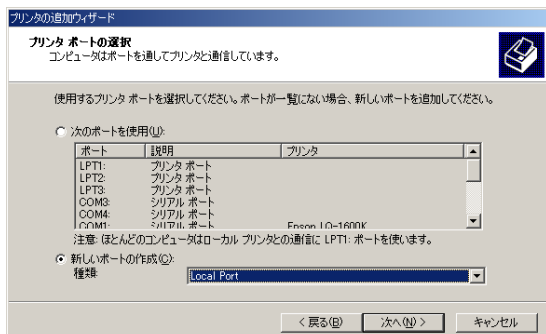 プリンタの追加ウィザード
プリンタ ポートの選択
コンピュータはポートを通してプリンタと通信しています。
使用するプリンタ ポートを選択してください。ポートが一覧にない場合、新しいポートを追加してください。
次のポートを使用(U):
ポート 説明 プリンタ
LPT1: プリンタ ポート
LPT2: プリンタ ポート
LPT3: プリンタ ポート
COM3: シリアル ポート
COM4: シリアル ポート
COM1: シリアル ポート Epson LQ-1600K
注意: ほとんどのコンピュータはローカル プリンタとの通信に LPT1: ポートを使います。
新しいポートの作成(C):
種類: Local Port
< 戻る(B) 次へ(N) > キャンセル